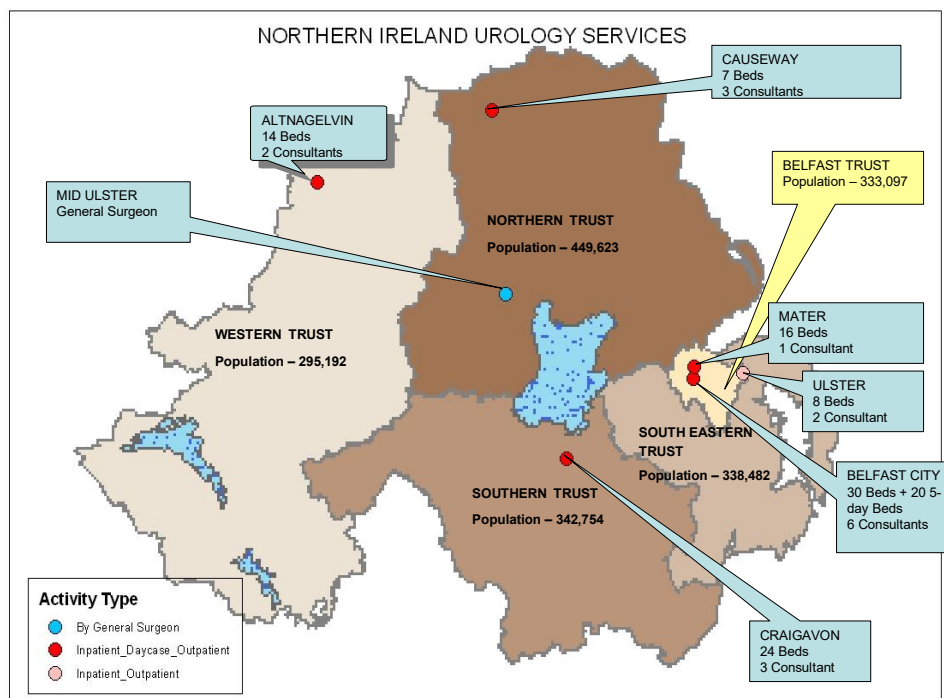 NORTHERN IRELAND UROLOGY SERVICES
CAUSEWAY
7 Beds
3 Consultants
ALTNAGELVIN
14 Beds
2 Consultants
BELFAST TRUST
Population – 333,097
MID ULSTER
General Surgeon
NORTHERN TRUST
Population – 449,623
MATER
16 Beds
1 Consultant
WESTERN TRUST
Population – 295,192
ULSTER
8 Beds
2 Consultant
SOUTH EASTERN
TRUST
Population – 338,482
BELFAST CITY
30 Beds + 20 5-
day Beds
6 Consultants
SOUTHERN TRUST
Population – 342,754
CRAIGAVON
24 Beds
3 Consultant
Activity Type
By General Surgeon
Inpatient_Daycase_Outpatient
Inpatient_Outpatient